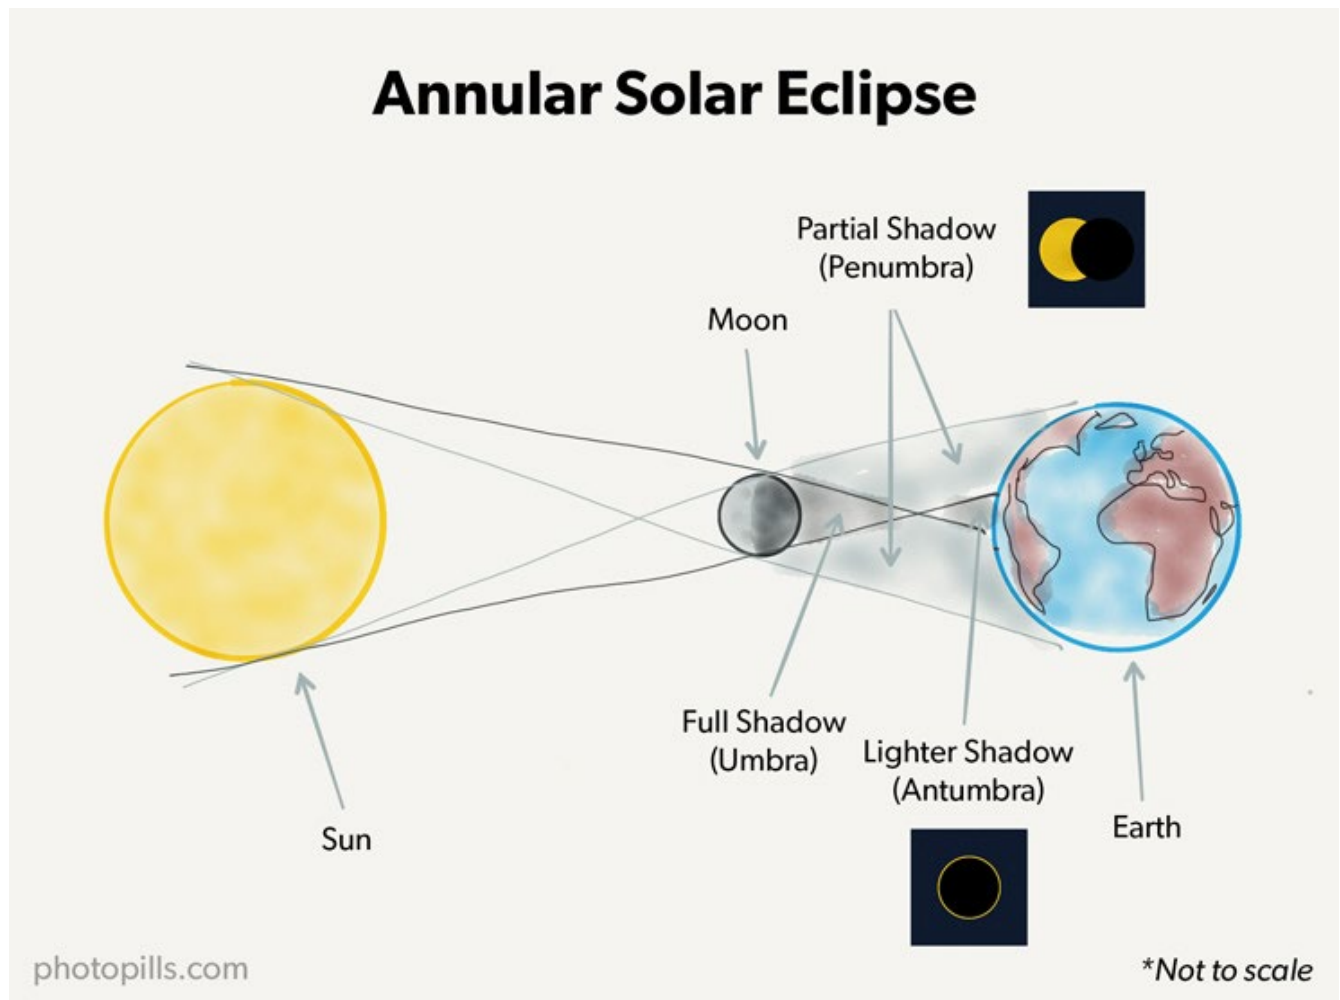 Annular Solar Eclipse
Partial Shadow
(Penumbra)
Moon
Full Shadow
(Umbra)
Lighter Shadow
(Antumbra)
Earth
Sun
photopills.com
*Not to scale